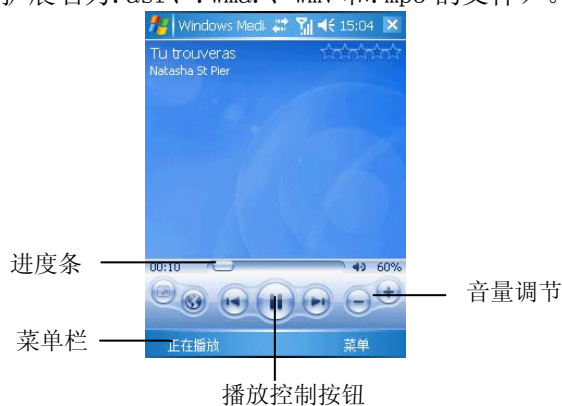 扩展名为.asf、.wma.、wmv和.mp3的文件）。
Windows Medi 15:04
Tu trouveras
Natasha St Pier
进度条
00:10 60%
音量调节
菜单栏
正在播放 菜单
播放控制按钮